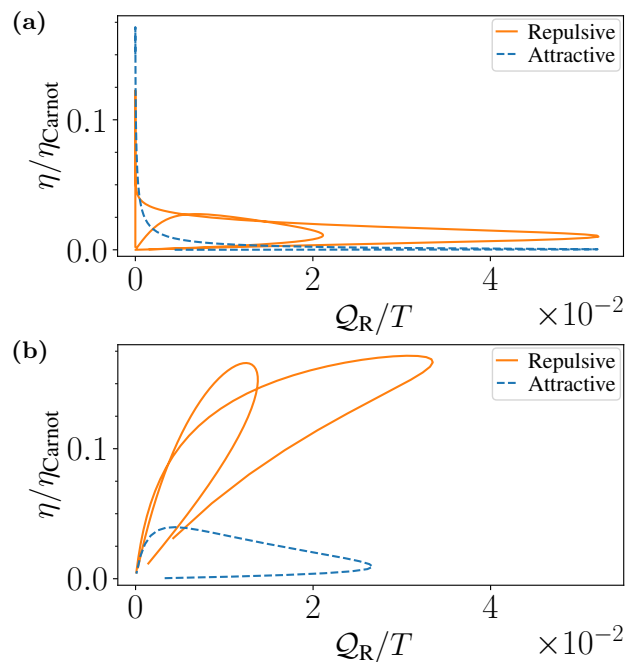 (a)
Repulsive
Attractive
η/η_Carnot
0.1
0.0
0
2
4
Q_R/T
×10⁻²
(b)
Repulsive
Attractive
η/η_Carnot
0.1
0.0
0
2
4
Q_R/T
×10⁻²